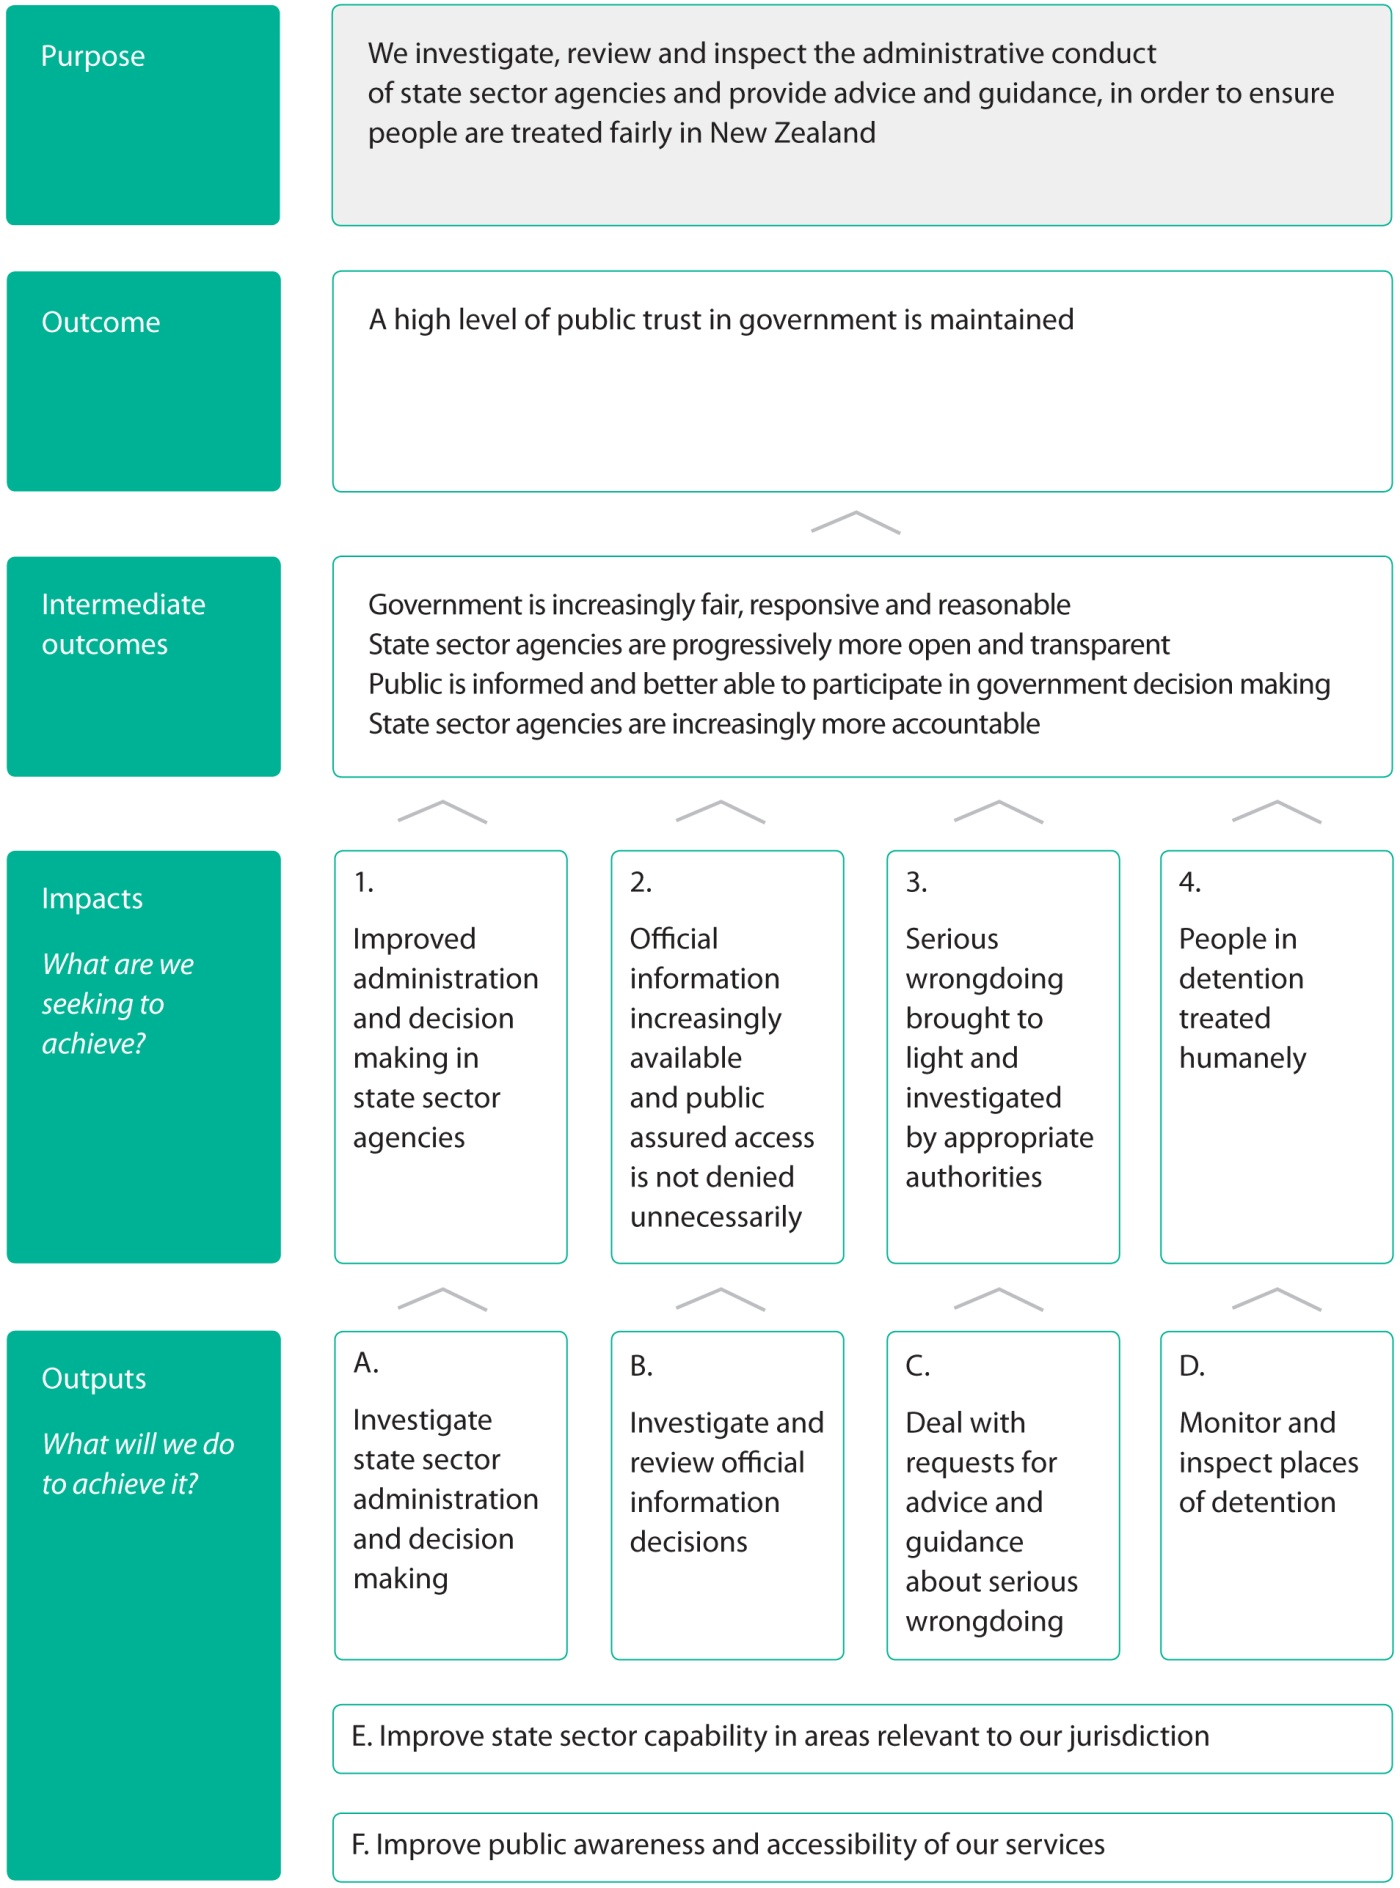 Purpose
We investigate, review and inspect the administrative conduct
of state sector agencies and provide advice and guidance, in order to ensure
people are treated fairly in New Zealand
Outcome
A high level of public trust in government is maintained
Intermediate
outcomes
Government is increasingly fair, responsive and reasonable
State sector agencies are progressively more open and transparent
Public is informed and better able to participate in government decision making
State sector agencies are increasingly more accountable
Impacts
What are we
seeking to
achieve?
1.
Improved
administration
and decision
making in
state sector
agencies
2.
Official
information
increasingly
available
and public
assured access
is not denied
unnecessarily
3.
Serious
wrongdoing
brought to
light and
investigated
by appropriate
authorities
4.
People in
detention
treated
humanely
Outputs
What will we do
to achieve it?
A.
Investigate
state sector
administration
and decision
making
B.
Investigate and
review official
information
decisions
C.
Deal with
requests for
advice and
guidance
about serious
wrongdoing
D.
Monitor and
inspect places
of detention
E. Improve state sector capability in areas relevant to our jurisdiction
F. Improve public awareness and accessibility of our services